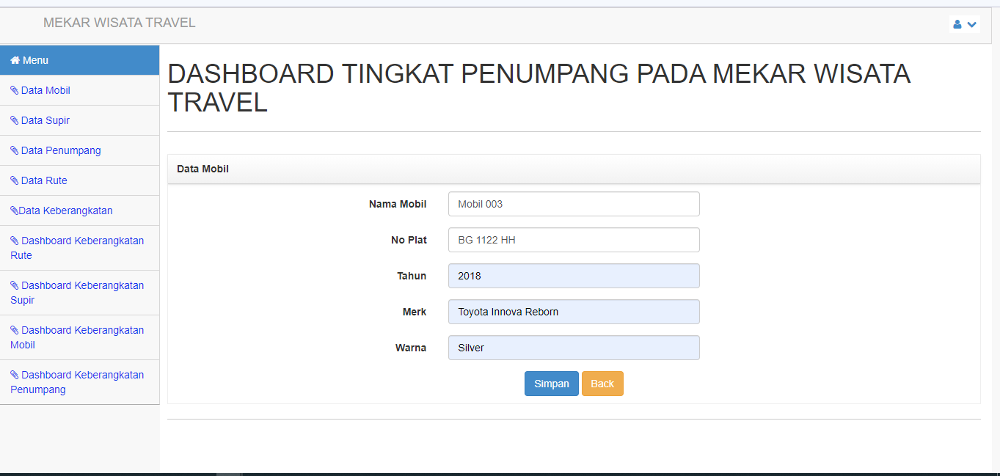 MEKAR WISATA TRAVEL
Menu
Data Mobil
Data Supir
Data Penumpang
Data Rute
Data Keberangkatan
Dashboard Keberangkatan
Rute
Dashboard Keberangkatan
Supir
Dashboard Keberangkatan
Mobil
Dashboard Keberangkatan
Penumpang
DASHBOARD TINGKAT PENUMPANG PADA MEKAR WISATA
TRAVEL
Data Mobil
Nama Mobil Mobil 003
No Plat BG 1122 HH
Tahun 2018
Merk Toyota Innova Reborn
Warna Silver
Simpan Back